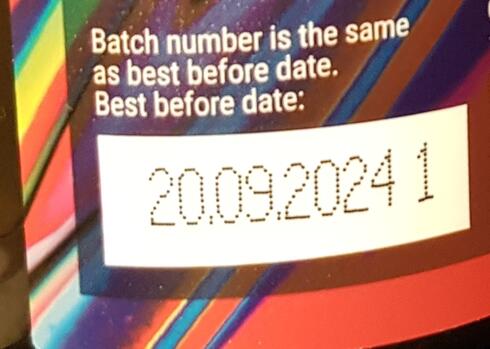 Batch number is the same
as best before date.
Best before date:
20.09.2024 1